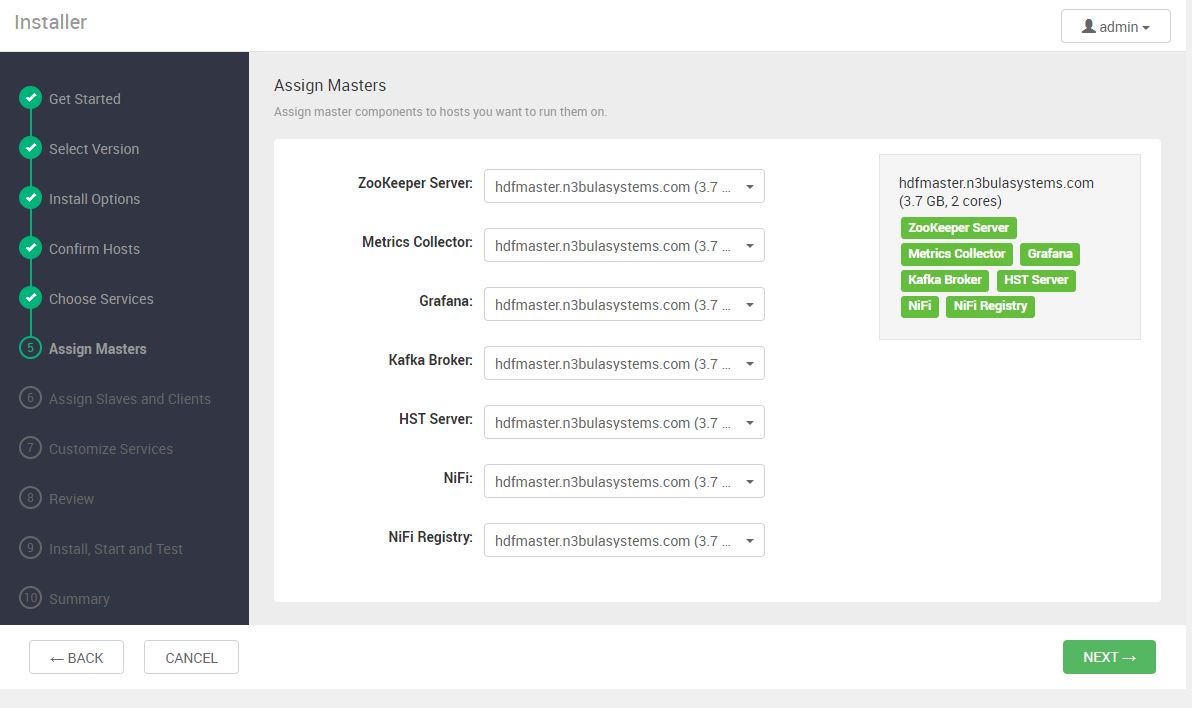 Installer
admin
Get Started
Select Version
Install Options
Confirm Hosts
Choose Services
5 Assign Masters
6 Assign Slaves and Clients
7 Customize Services
8 Review
9 Install, Start and Test
10 Summary
Assign Masters
Assign master components to hosts you want to run them on.
ZooKeeper Server: hdfmaster.n3bulasystems.com (3.7 ...
Metrics Collector: hdfmaster.n3bulasystems.com (3.7 ...
Grafana: hdfmaster.n3bulasystems.com (3.7 ...
Kafka Broker: hdfmaster.n3bulasystems.com (3.7 ...
HST Server: hdfmaster.n3bulasystems.com (3.7 ...
NiFi: hdfmaster.n3bulasystems.com (3.7 ...
NiFi Registry: hdfmaster.n3bulasystems.com (3.7 ...
hdfmaster.n3bulasystems.com
(3.7 GB, 2 cores)
ZooKeeper Server
Metrics Collector Grafana
Kafka Broker HST Server
NiFi NiFi Registry
← BACK CANCEL NEXT →